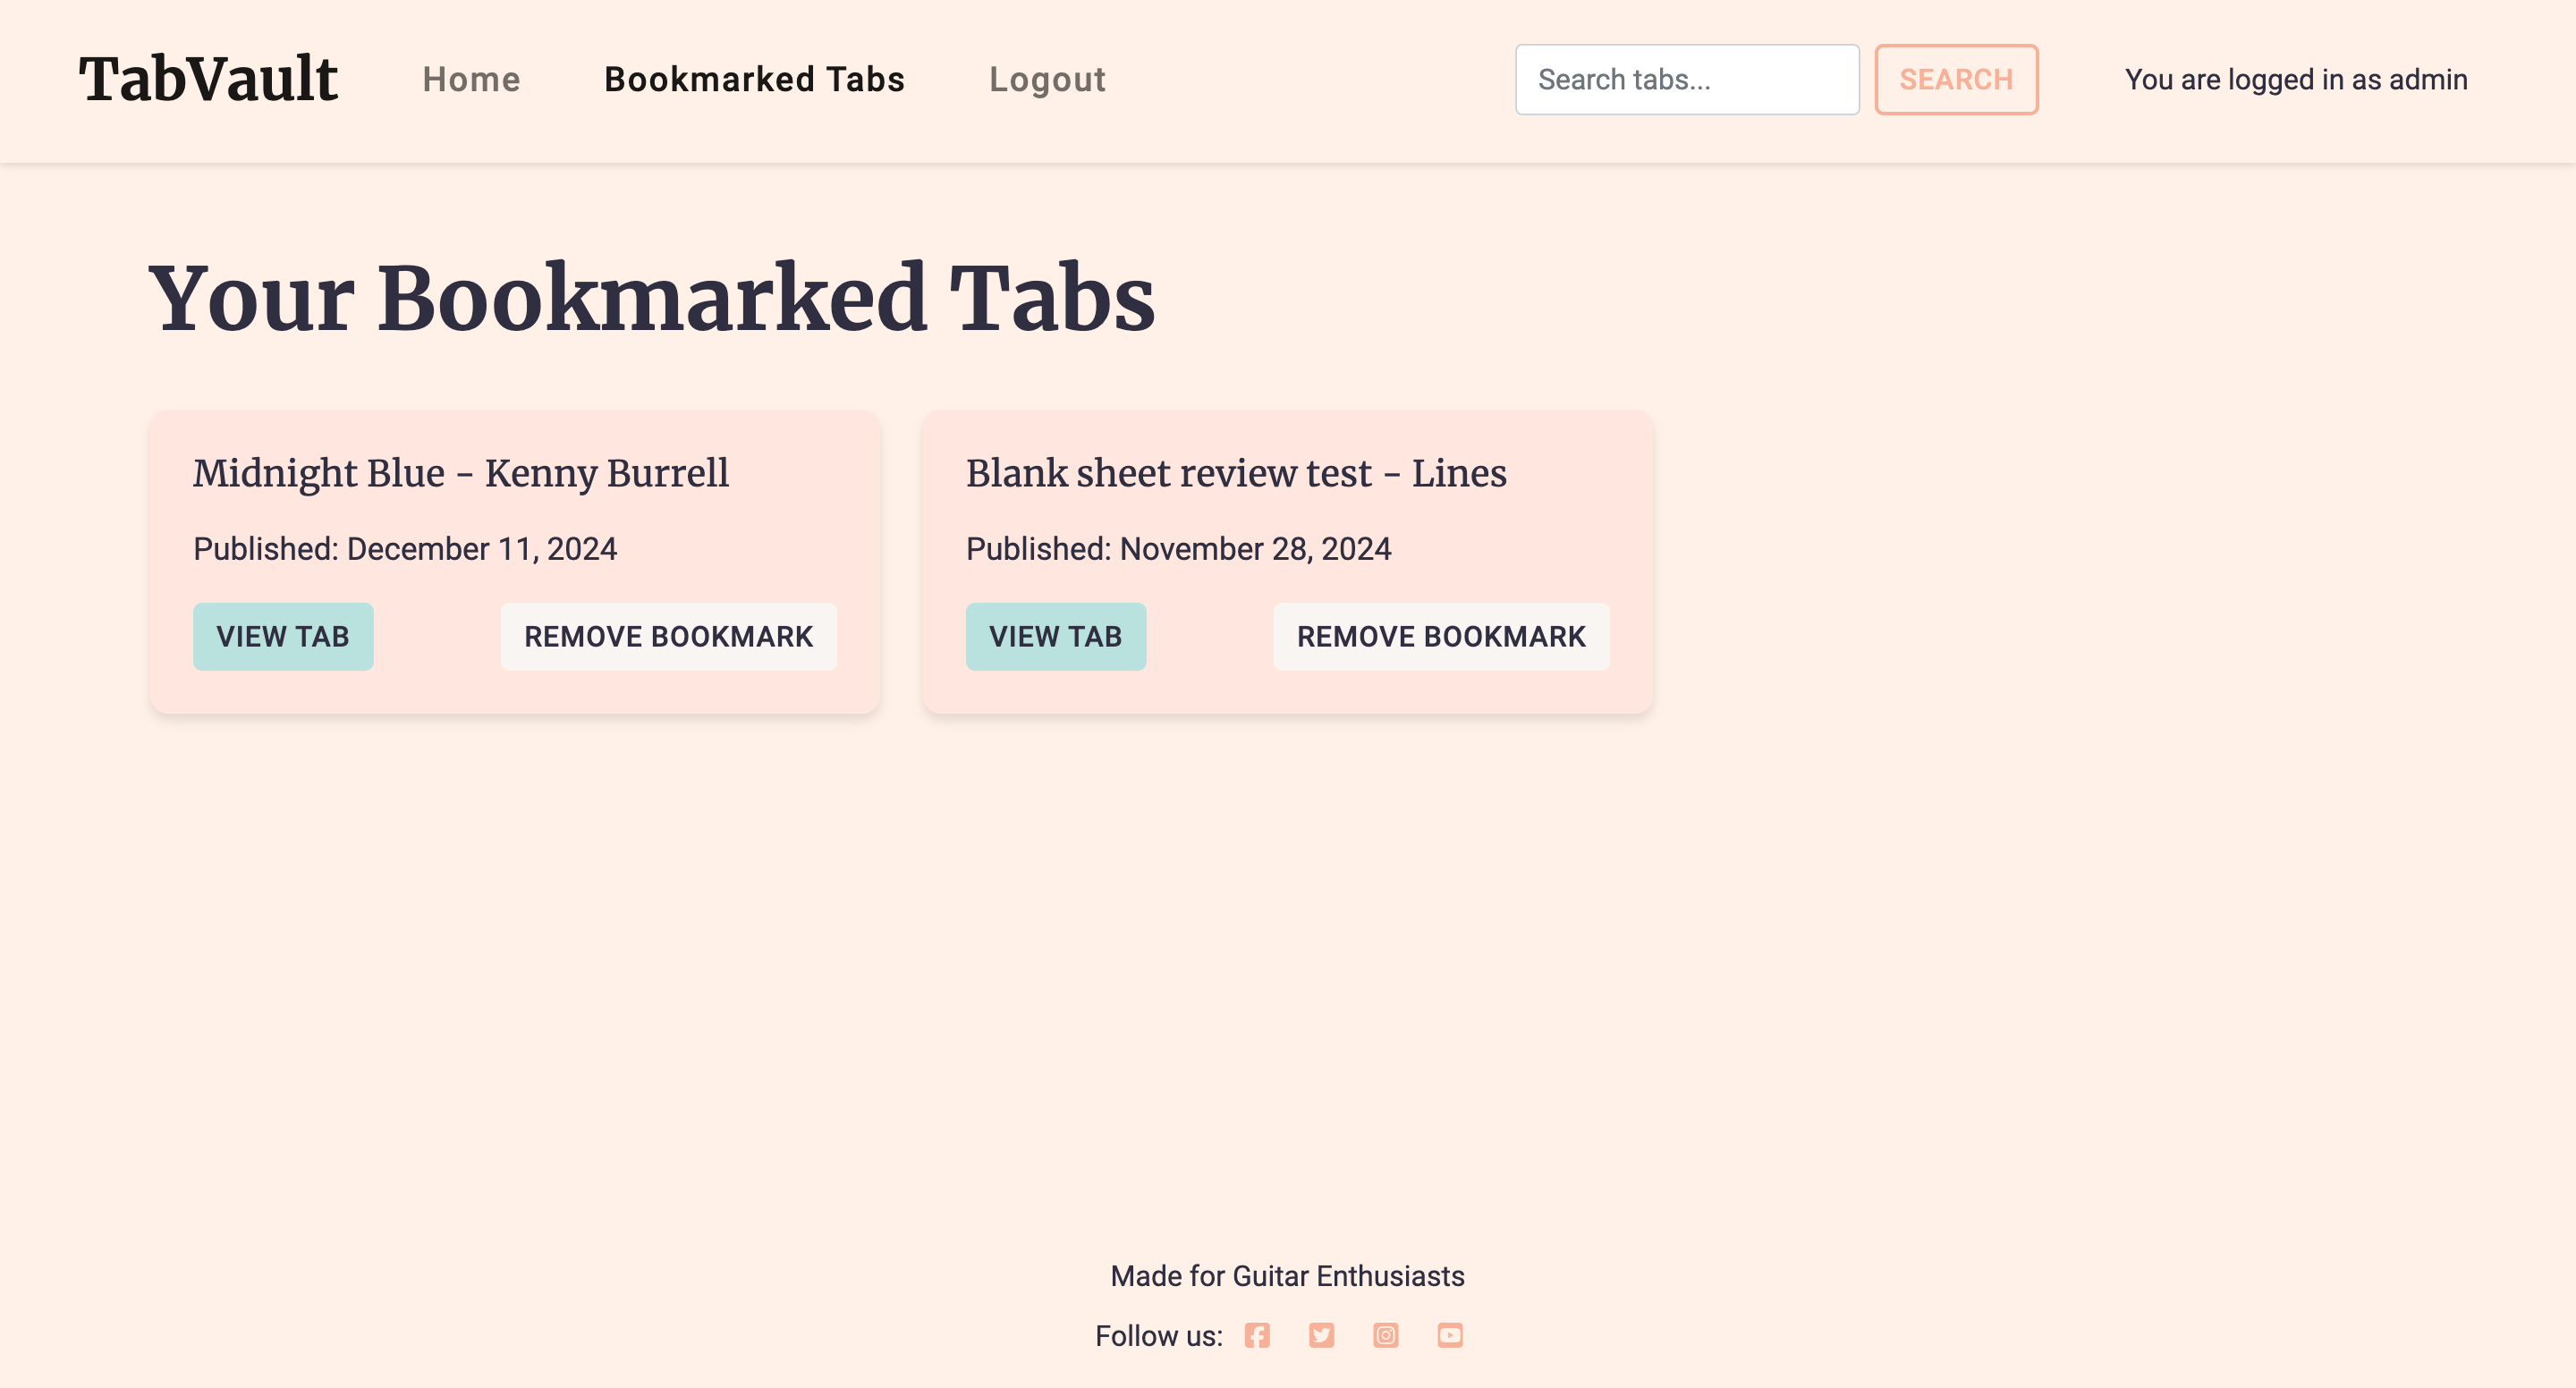 TabVault Home Bookmarked Tabs Logout Search tabs... SEARCH You are logged in as admin
Your Bookmarked Tabs
Midnight Blue - Kenny Burrell
Published: December 11, 2024
VIEW TAB REMOVE BOOKMARK
Blank sheet review test - Lines
Published: November 28, 2024
VIEW TAB REMOVE BOOKMARK
Made for Guitar Enthusiasts
Follow us: